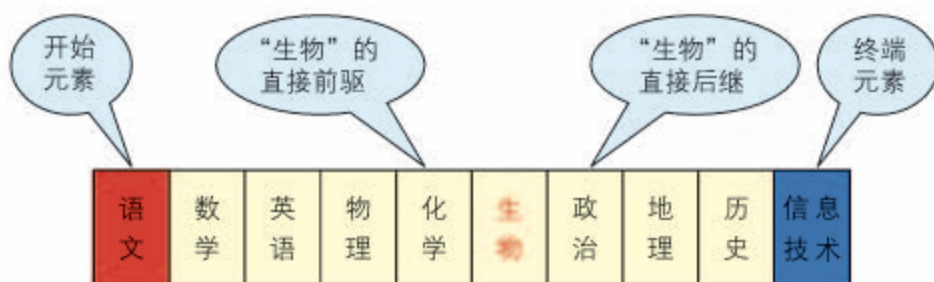 开始
元素
“生物”的
直接前驱
“生物”的
直接后继
终端
元素
语文
数学
英语
物理
化学
生物
政治
地理
历史
信息技术